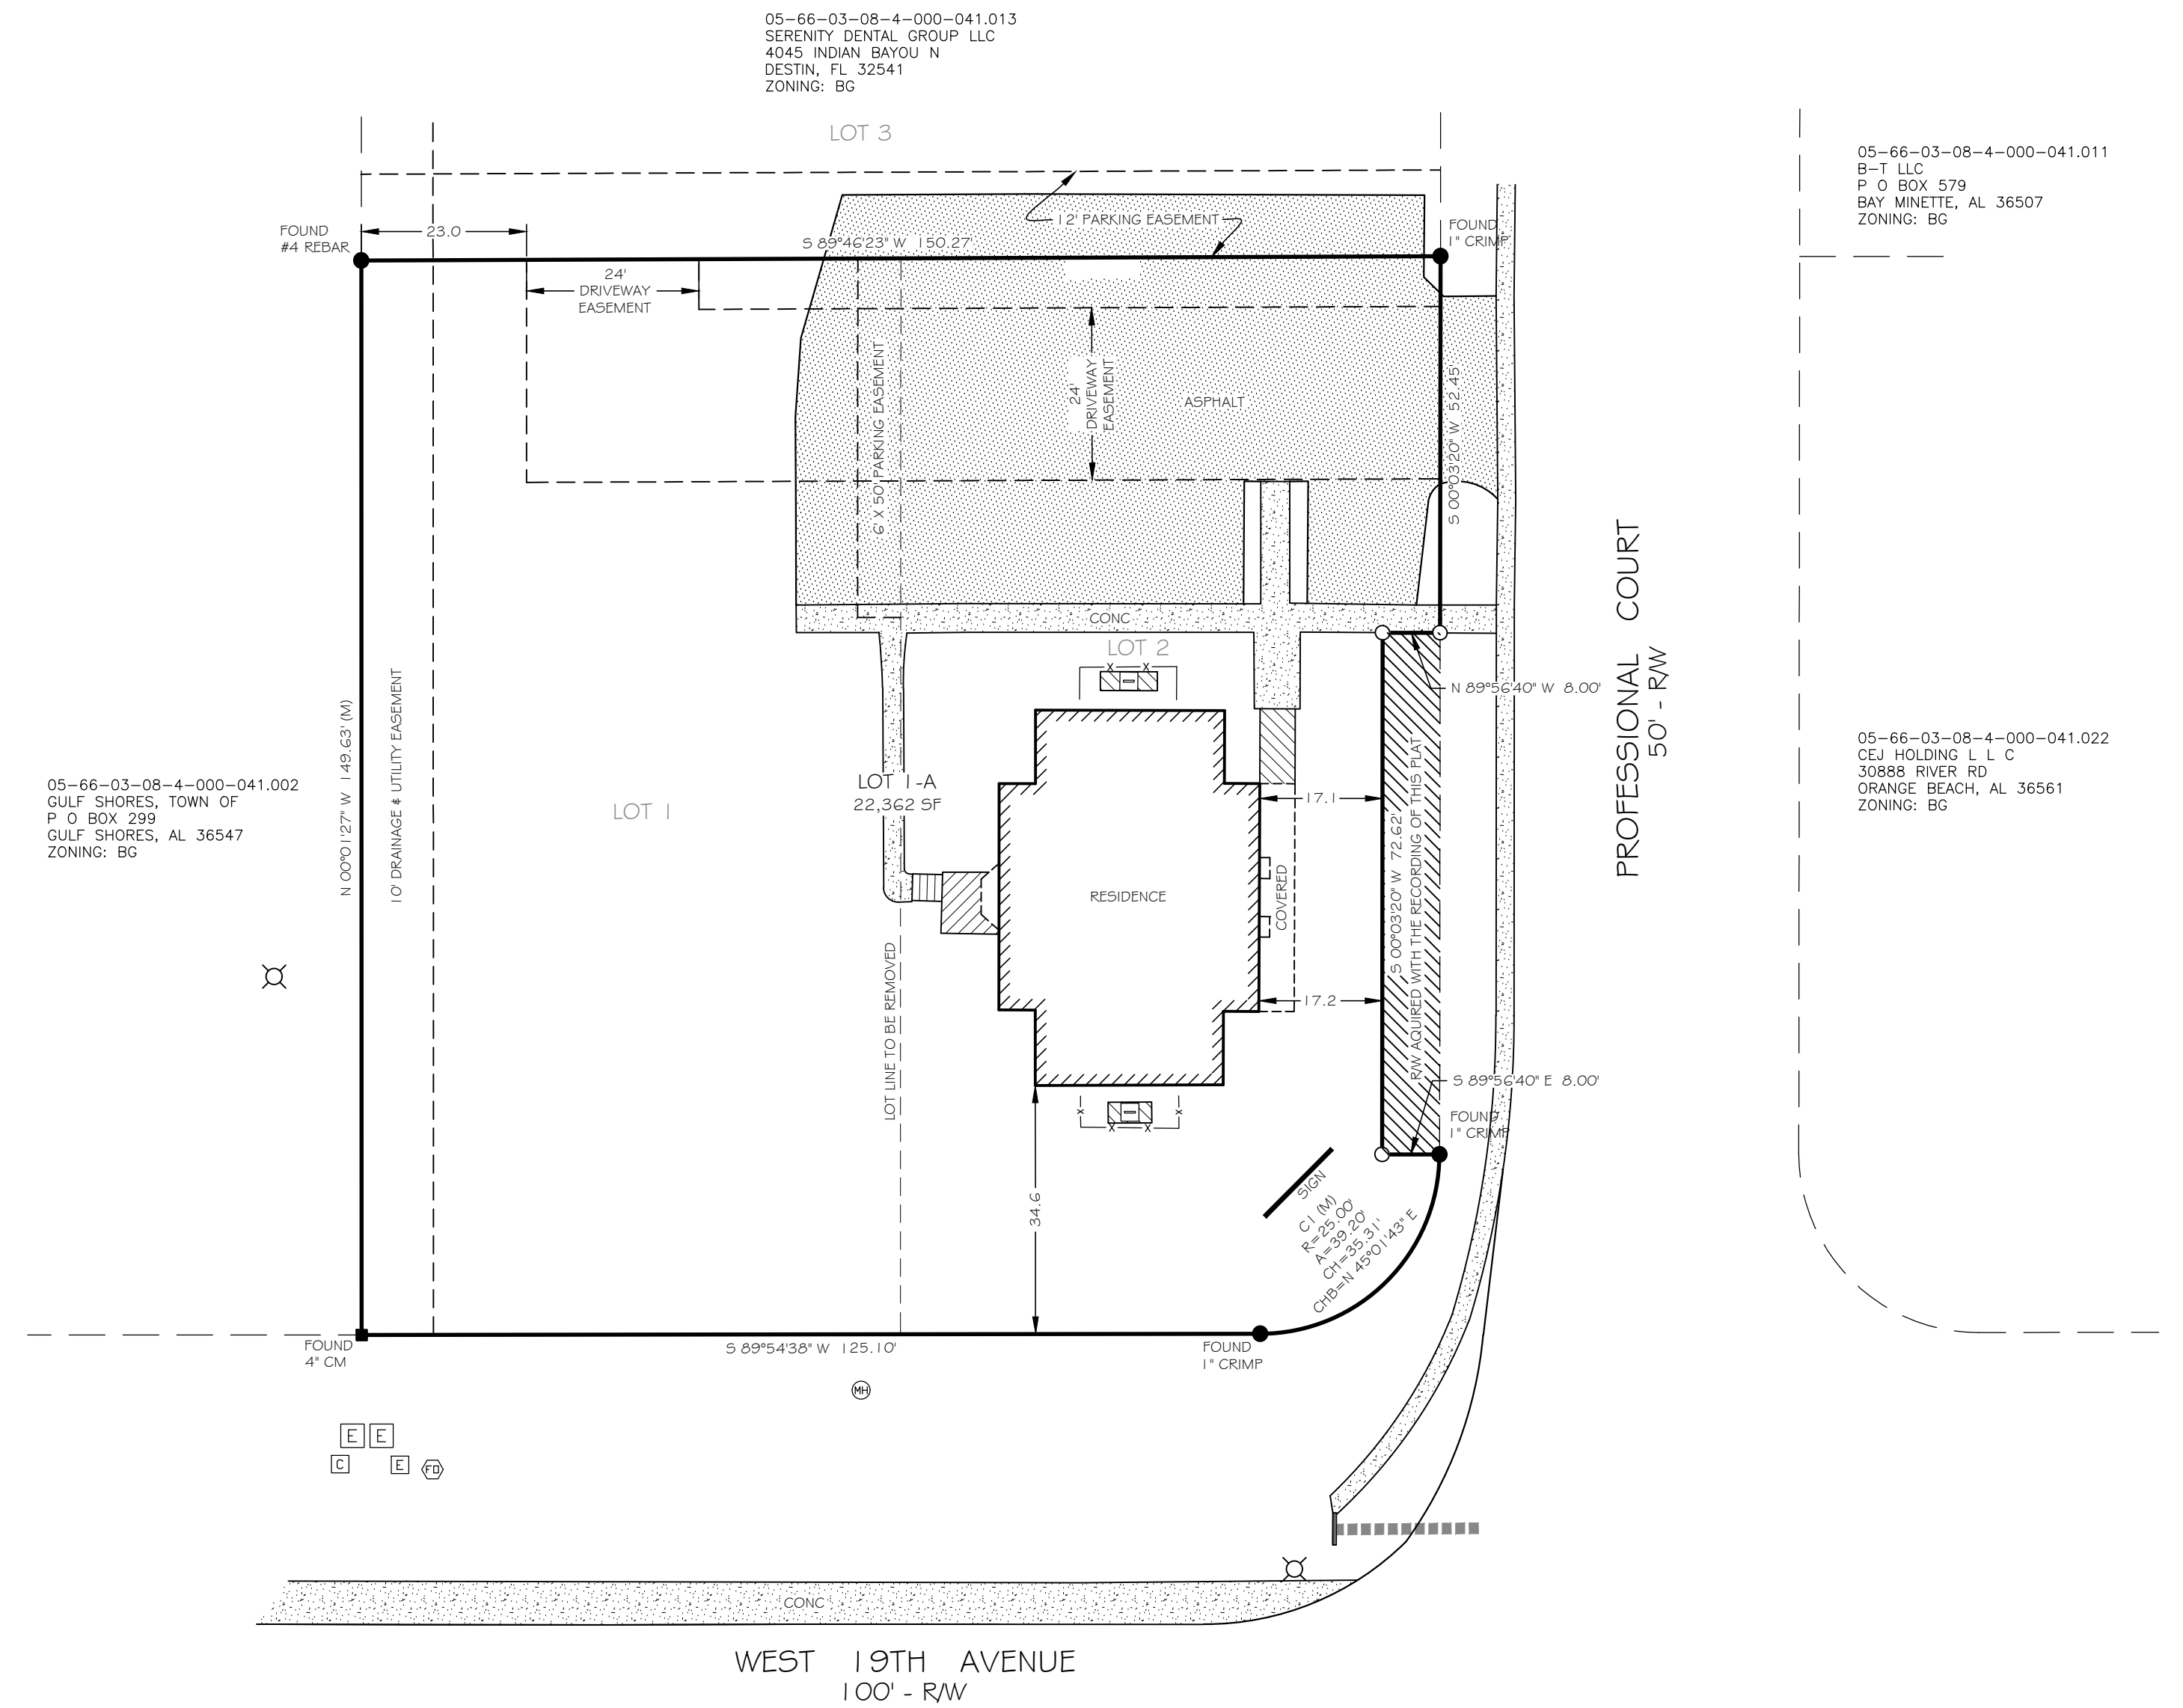 05-66-03-08-4-000-041.013
SERENITY DENTAL GROUP LLC
4045 INDIAN BAYOU N
DESTIN, FL 32541
ZONING: BG
LOT 3
05-66-03-08-4-000-041.011
B-T LLC
P O BOX 579
BAY MINETTE, AL 36507
ZONING: BG
12' PARKING EASEMENT
FOUND
#4 REBAR
23.0
S 89°46'23" W 150.27'
FOUND
1" CRIMP
24'
DRIVEWAY
EASEMENT
6' X 50' PARKING EASEMENT
24'
DRIVEWAY
EASEMENT
ASPHALT
S 00°03'20" W 52.45'
CONC
LOT 2
PROFESSIONAL COURT
50' - R/W
N 89°56'40" W 8.00'
N 00°01'27" W 149.63' (M)
10' DRAINAGE & UTILITY EASEMENT
05-66-03-08-4-000-041.002
GULF SHORES, TOWN OF
P O BOX 299
GULF SHORES, AL 36547
ZONING: BG
LOT 1
LOT 1-A
22,362 SF
17.1
RESIDENCE
COVERED
S 00°03'20" W 72.62'
R/W AQUIRED WITH THE RECORDING OF THIS PLAT
05-66-03-08-4-000-041.022
CEJ HOLDING L L C
30888 RIVER RD
ORANGE BEACH, AL 36561
ZONING: BG
LOT LINE TO BE REMOVED
17.2
S 89°56'40" E 8.00'
FOUND
1" CRIMP
34.6
SIGN
C1 (M)
R=25.00'
A=39.20'
CH=35.31'
CHB=N 45°01'43" E
FOUND
4" CM
S 89°54'38" W 125.10'
FOUND
1" CRIMP
MH
E E
C E FO
CONC
WEST 19TH AVENUE
100' - R/W